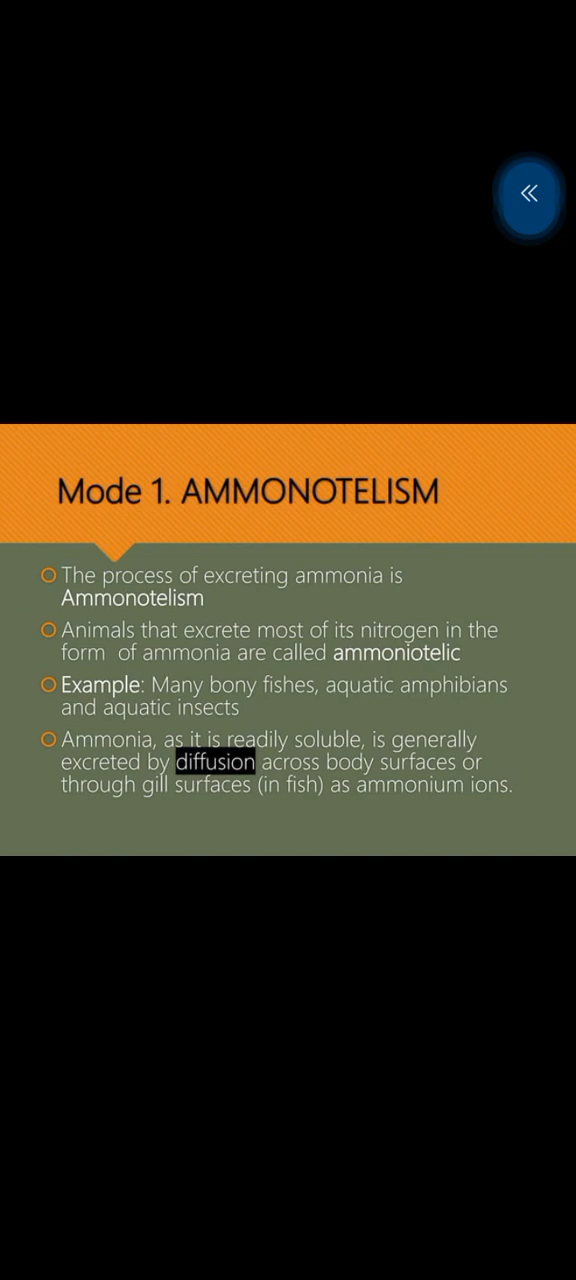 Mode 1. AMMONOTELISM
The process of excreting ammonia is
Ammonotelism
Animals that excrete most of its nitrogen in the
form of ammonia are called ammoniotelic
Example: Many bony fishes, aquatic amphibians
and aquatic insects
Ammonia, as it is readily soluble, is generally
excreted by diffusion across body surfaces or
through gill surfaces (in fish) as ammonium ions.